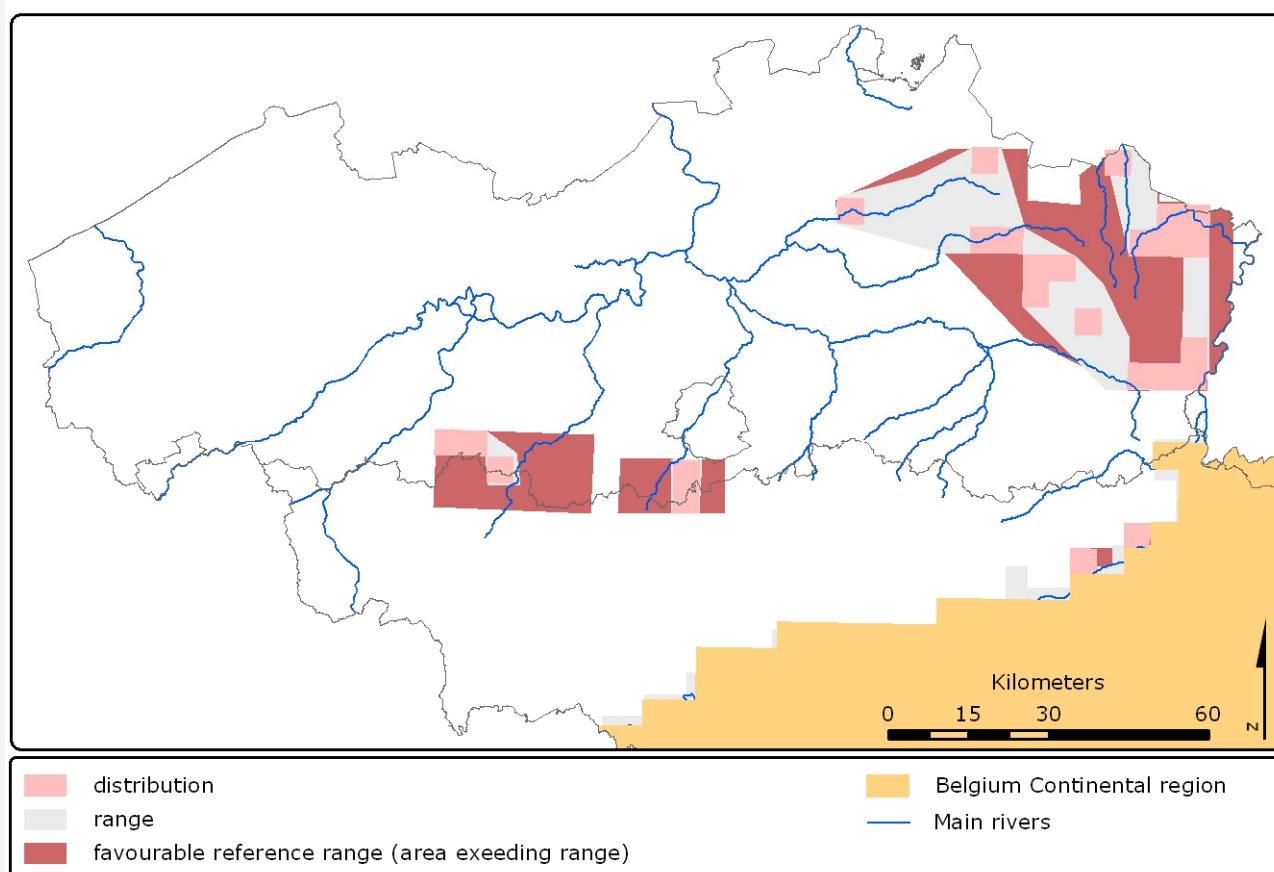 Kilometers
0 15 30 60
z
distribution
range
favourable reference range (area exeeding range)
Belgium Continental region
Main rivers